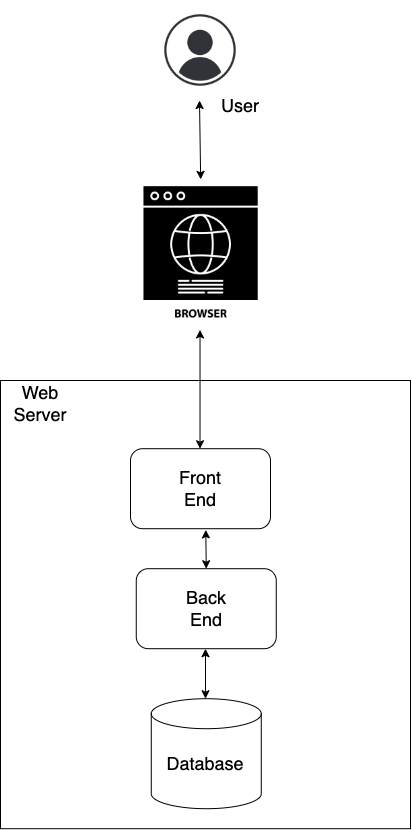 User
BROWSER
Web
Server
Front
End
Back
End
Database